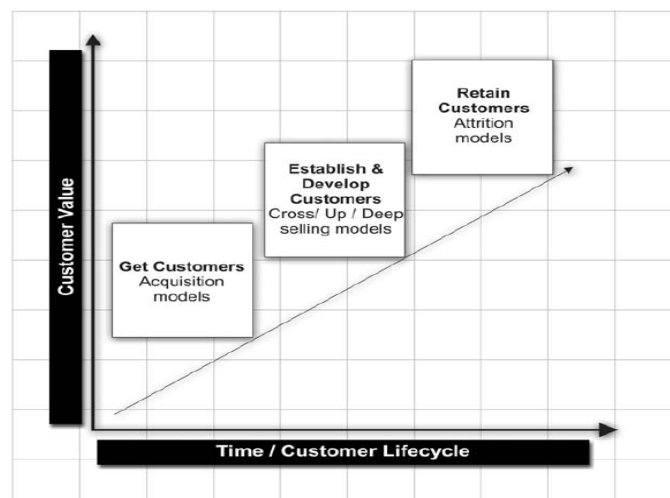 Retain
Customers
Attrition
models
Establish &
Develop
Customers
Cross/ Up / Deep
selling models
Get Customers
Acquisition
models
Customer Value
Time / Customer Lifecycle